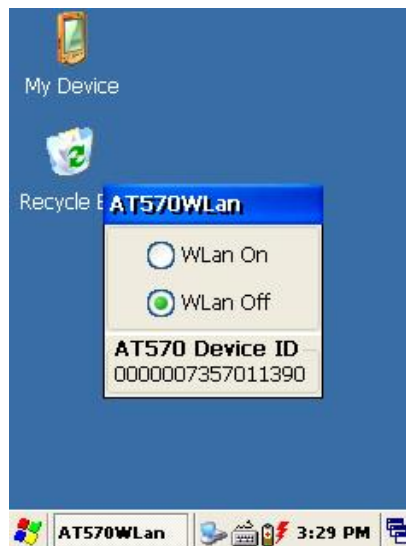 My Device
Recycle B
AT570WLan
WLan On
WLan Off
AT570 Device ID
0000007357011390
AT570WLan
3:29 PM